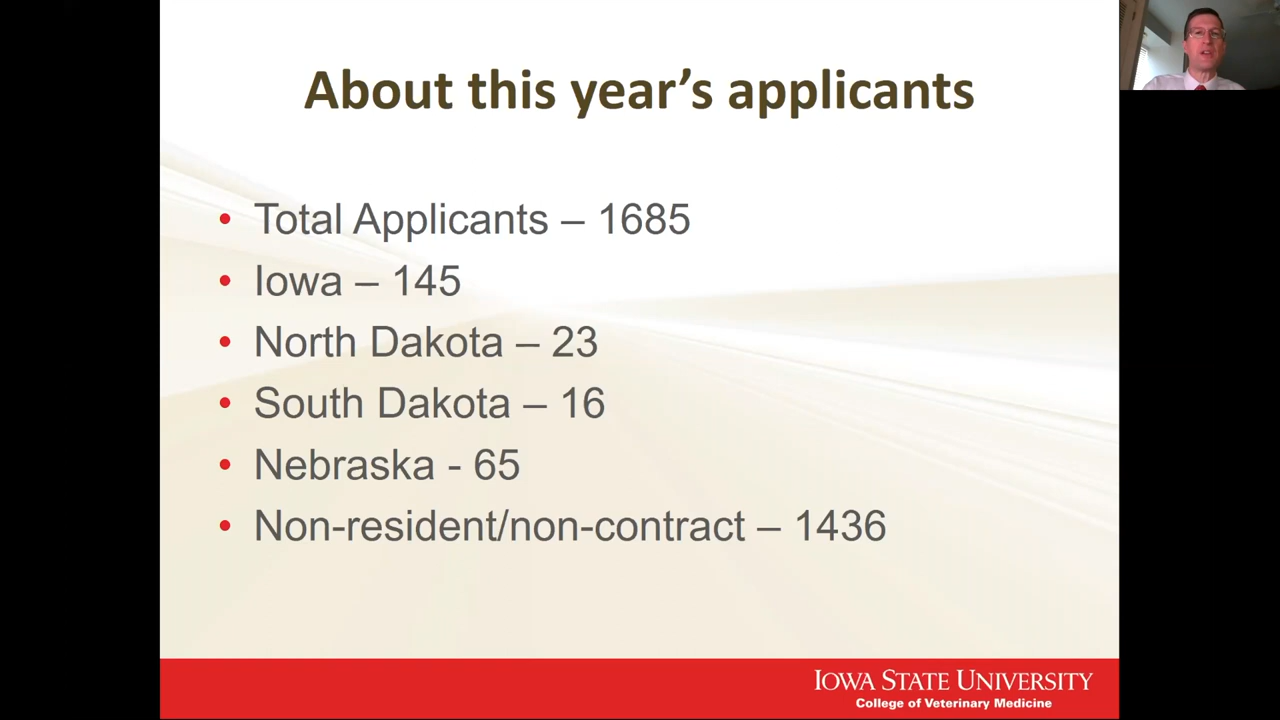 About this year’s applicants
• Total Applicants – 1685
• Iowa – 145
• North Dakota – 23
• South Dakota – 16
• Nebraska - 65
• Non-resident/non-contract – 1436
IOWA STATE UNIVERSITY
College of Veterinary Medicine